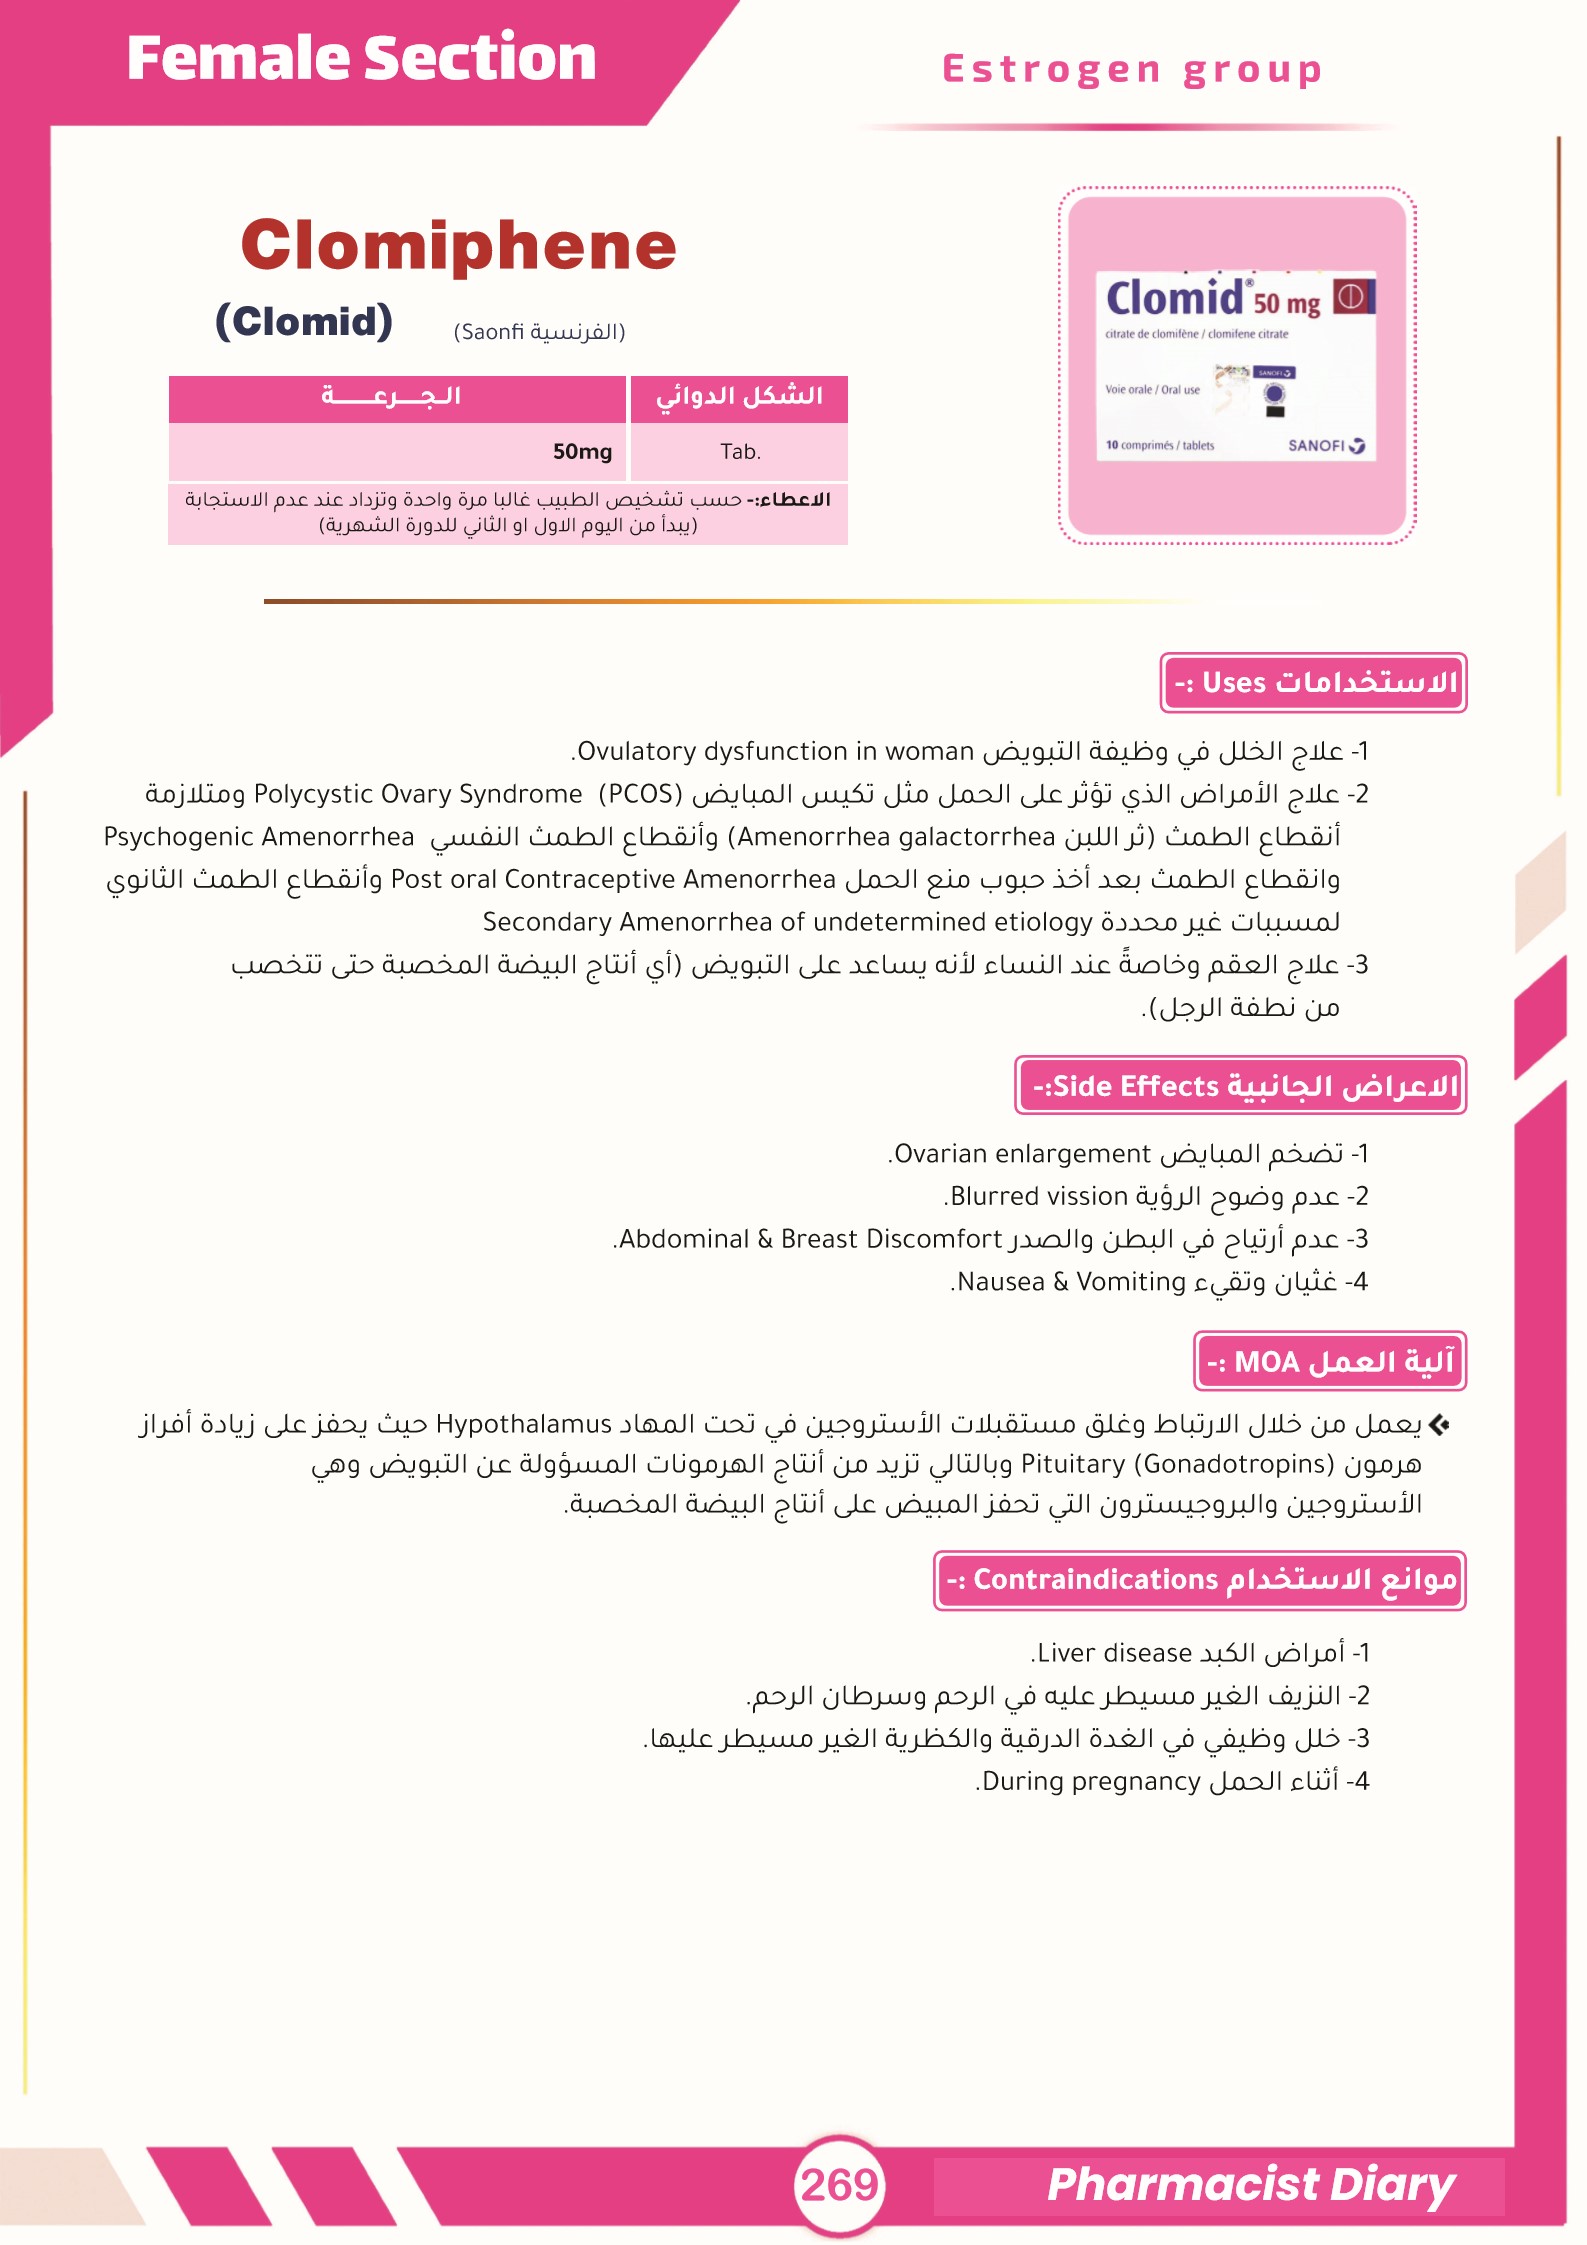 Female Section
Estrogen group
Clomiphene
(Clomid)
(الفرنسية Saonfi)
Clomid® 50 mg
citrate de clomifène / clomifene citrate
SANOFI
Voie orale / Oral use
10 comprimés / tablets
SANOFI
الشكل الدوائي
الـجــــرعــــــــة
Tab.
50mg
الاعطاء:- حسب تشخيص الطبيب غالبا مرة واحدة وتزداد عند عدم الاستجابة
(يبدأ من اليوم الاول او الثاني للدورة الشهرية)
الاستخدامات Uses :-
1- علاج الخلل في وظيفة التبويض Ovulatory dysfunction in woman.
2- علاج الأمراض الذي تؤثر على الحمل مثل تكيس المبايض Polycystic Ovary Syndrome (PCOS) ومتلازمة
أنقطاع الطمث (ثر اللبن Amenorrhea galactorrhea) وأنقطاع الطمث النفسي Psychogenic Amenorrhea
وانقطاع الطمث بعد أخذ حبوب منع الحمل Post oral Contraceptive Amenorrhea وأنقطاع الطمث الثانوي
لمسببات غير محددة Secondary Amenorrhea of undetermined etiology
3- علاج العقم وخاصةً عند النساء لأنه يساعد على التبويض (أي أنتاج البيضة المخصبة حتى تتخصب
من نطفة الرجل).
الاعراض الجانبية Side Effects:-
1- تضخم المبايض Ovarian enlargement.
2- عدم وضوح الرؤية Blurred vission.
3- عدم أرتياح في البطن والصدر Abdominal & Breast Discomfort.
4- غثيان وتقيء Nausea & Vomiting.
آلية العمل MOA :-
يعمل من خلال الارتباط وغلق مستقبلات الأستروجين في تحت المهاد Hypothalamus حيث يحفز على زيادة أفراز
هرمون Pituitary (Gonadotropins) وبالتالي تزيد من أنتاج الهرمونات المسؤولة عن التبويض وهي
الأستروجين والبروجيسترون التي تحفز المبيض على أنتاج البيضة المخصبة.
موانع الاستخدام Contraindications :-
1- أمراض الكبد Liver disease.
2- النزيف الغير مسيطر عليه في الرحم وسرطان الرحم.
3- خلل وظيفي في الغدة الدرقية والكظرية الغير مسيطر عليها.
4- أثناء الحمل During pregnancy.
269
Pharmacist Diary